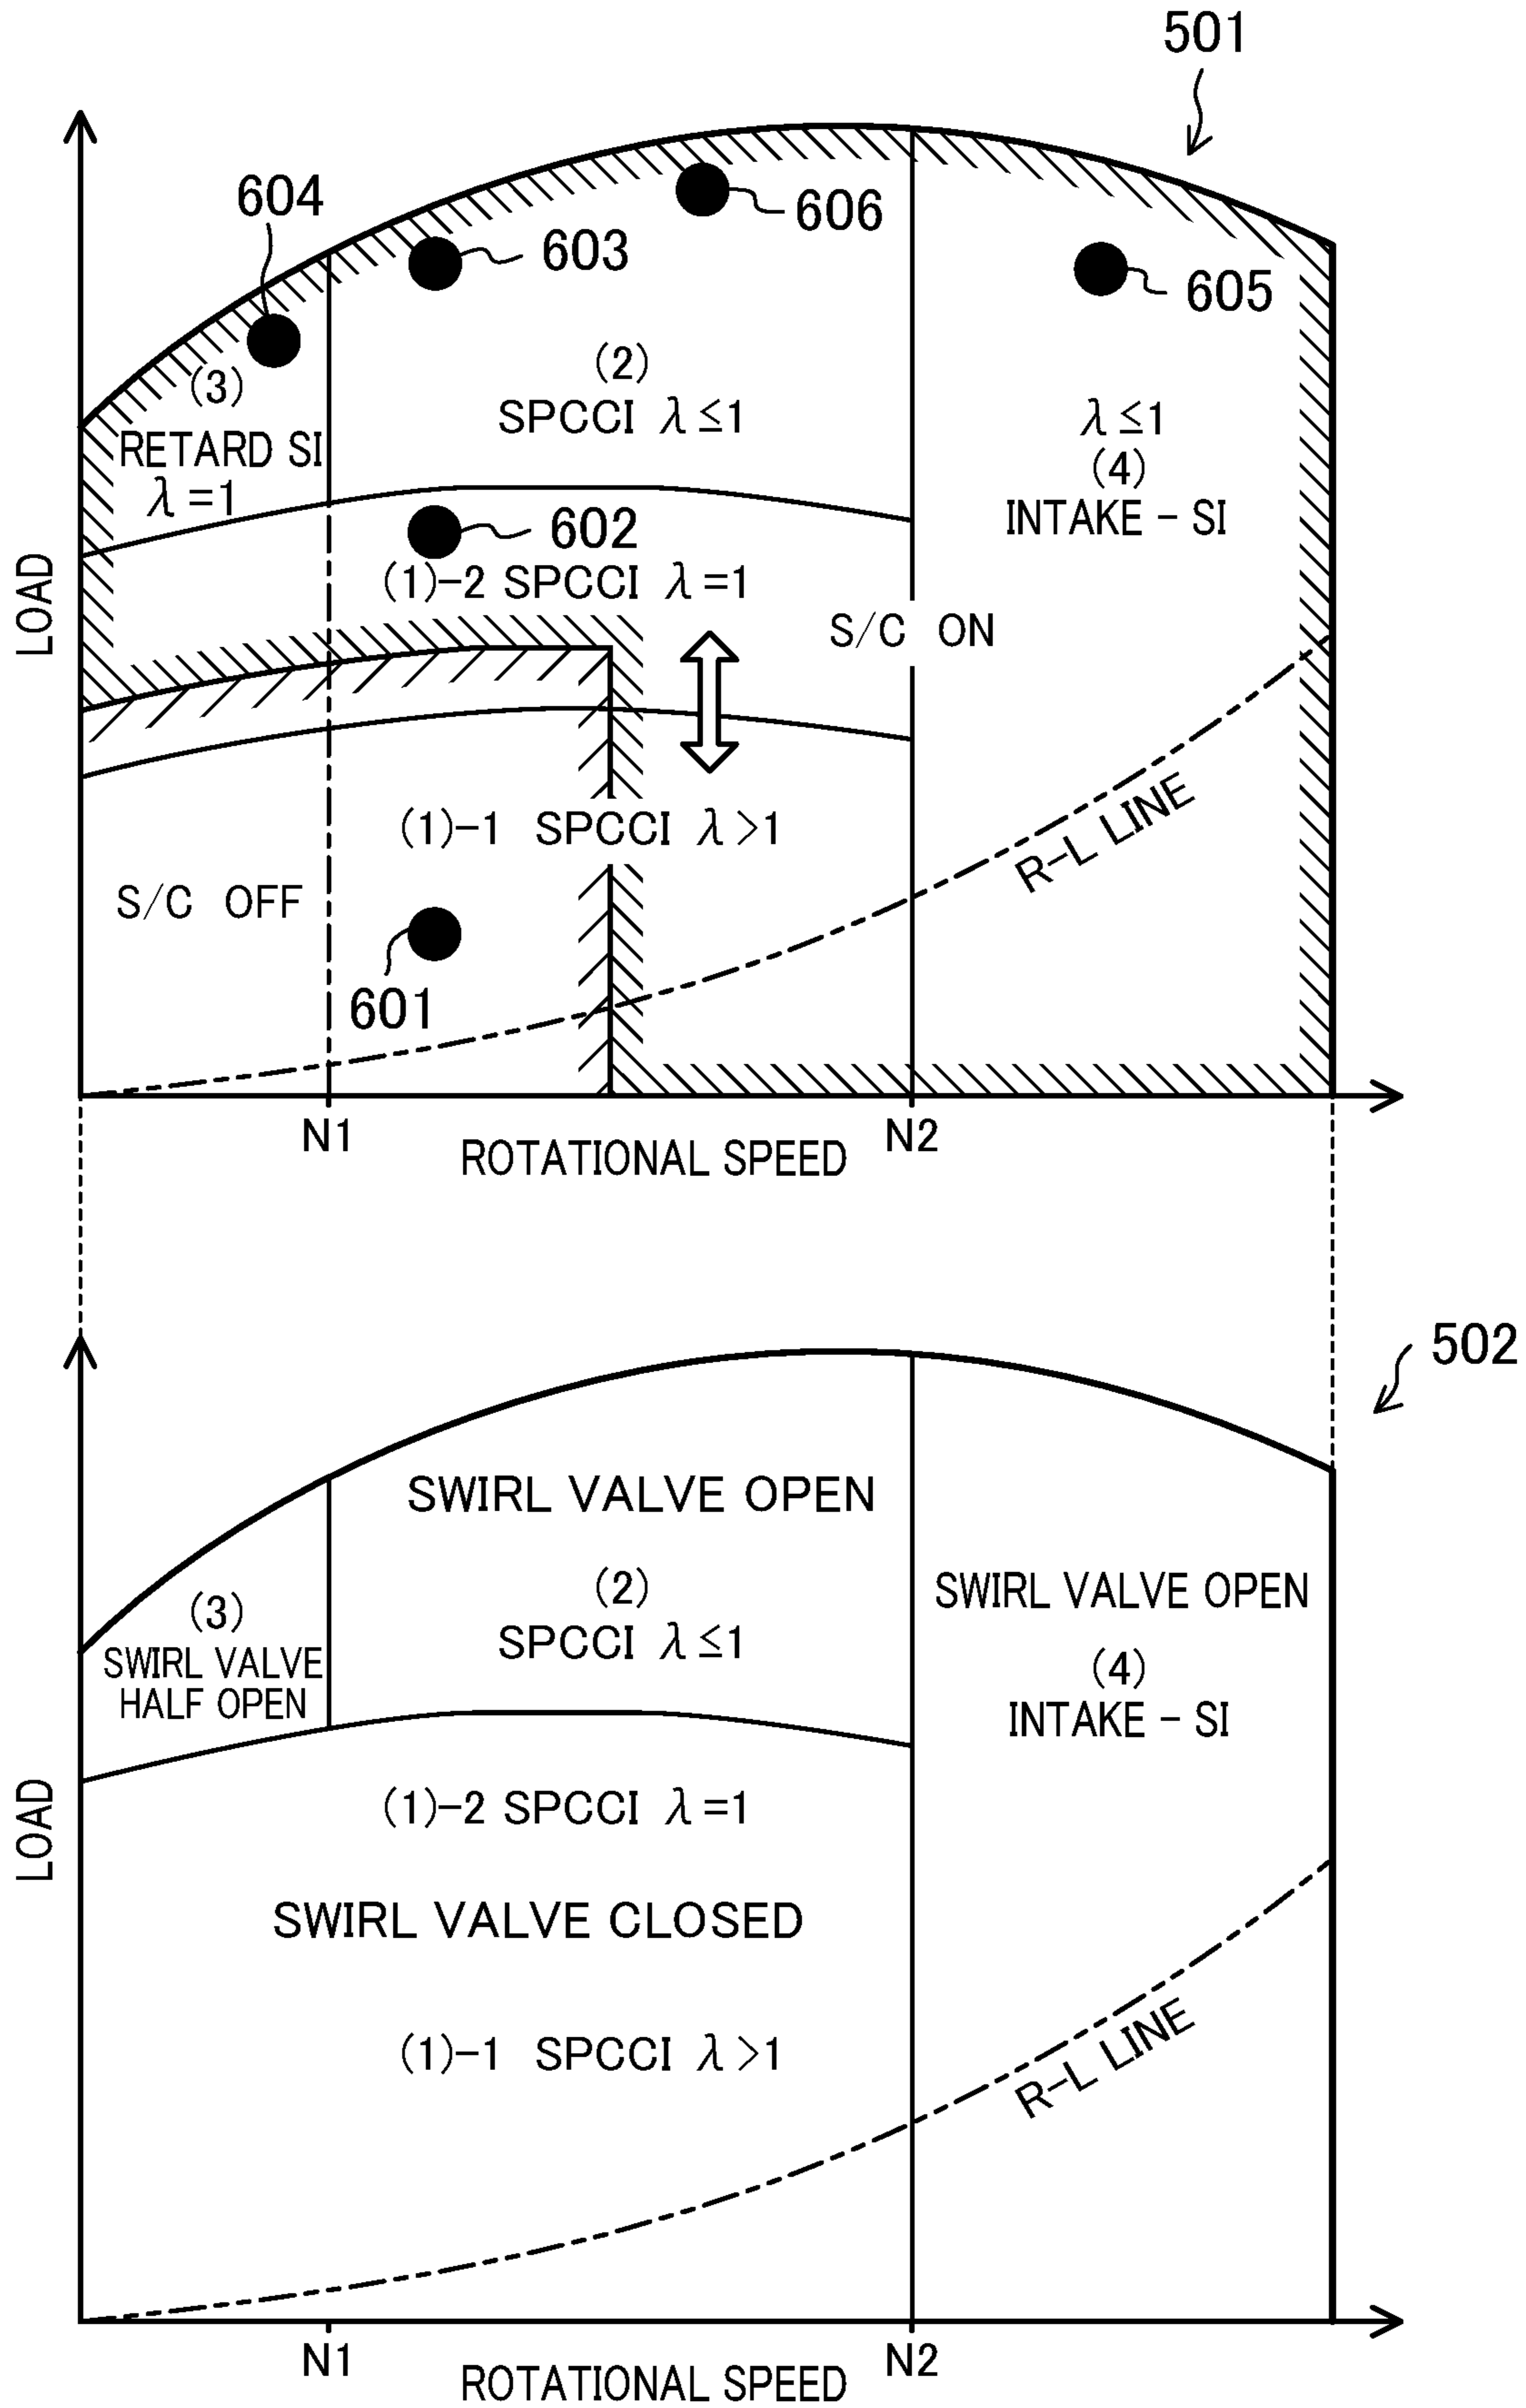 501
604
606
603
605
(3)
RETARD SI
λ=1
(2)
SPCCI λ≤1
λ≤1
(4)
INTAKE-SI
602
(1)-2 SPCCI λ=1
S/C ON
LOAD
(1)-1 SPCCI λ>1
R-L LINE
S/C OFF
601
N1
N2
ROTATIONAL SPEED
502
SWIRL VALVE OPEN
(2)
SPCCI λ≤1
SWIRL VALVE OPEN
(4)
INTAKE-SI
(3)
SWIRL VALVE
HALF OPEN
(1)-2 SPCCI λ=1
LOAD
SWIRL VALVE CLOSED
(1)-1 SPCCI λ>1
R-L LINE
N1
N2
ROTATIONAL SPEED